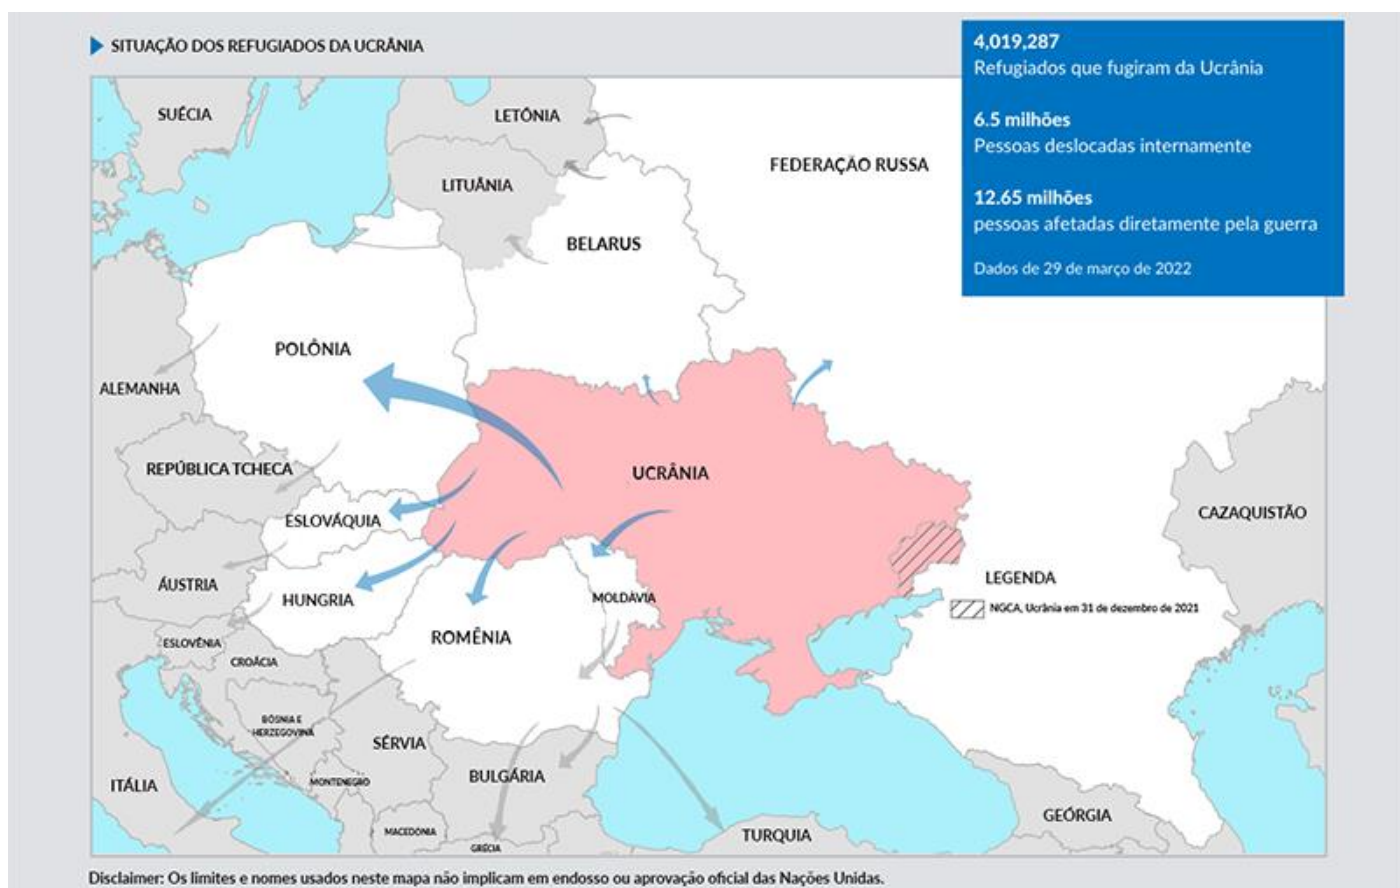 SITUAÇÃO DOS REFUGIADOS DA UCRÂNIA
4,019,287
Refugiados que fugiram da Ucrânia
6.5 milhões
Pessoas deslocadas internamente
12.65 milhões
pessoas afetadas diretamente pela guerra
Dados de 29 de março de 2022
SUÉCIA
LETÔNIA
FEDERAÇÃO RUSSA
LITUÂNIA
BELARUS
POLÔNIA
ALEMANHA
REPÚBLICA TCHECA
UCRÂNIA
ESLOVÁQUIA
CAZAQUISTÃO
ÁUSTRIA
HUNGRIA
MOLDÁVIA
LEGENDA
NGCA, Ucrânia em 31 de dezembro de 2021
ROMÊNIA
ESLOVÊNIA
CROÁCIA
BÓSNIA E
HERZEGOVINA
SÉRVIA
MONTENEGRO
BULGÁRIA
ITÁLIA
MACEDONIA
GRÉCIA
TURQUIA
GEÓRGIA
Disclaimer: Os limites e nomes usados neste mapa não implicam em endosso ou aprovação oficial das Nações Unidas.